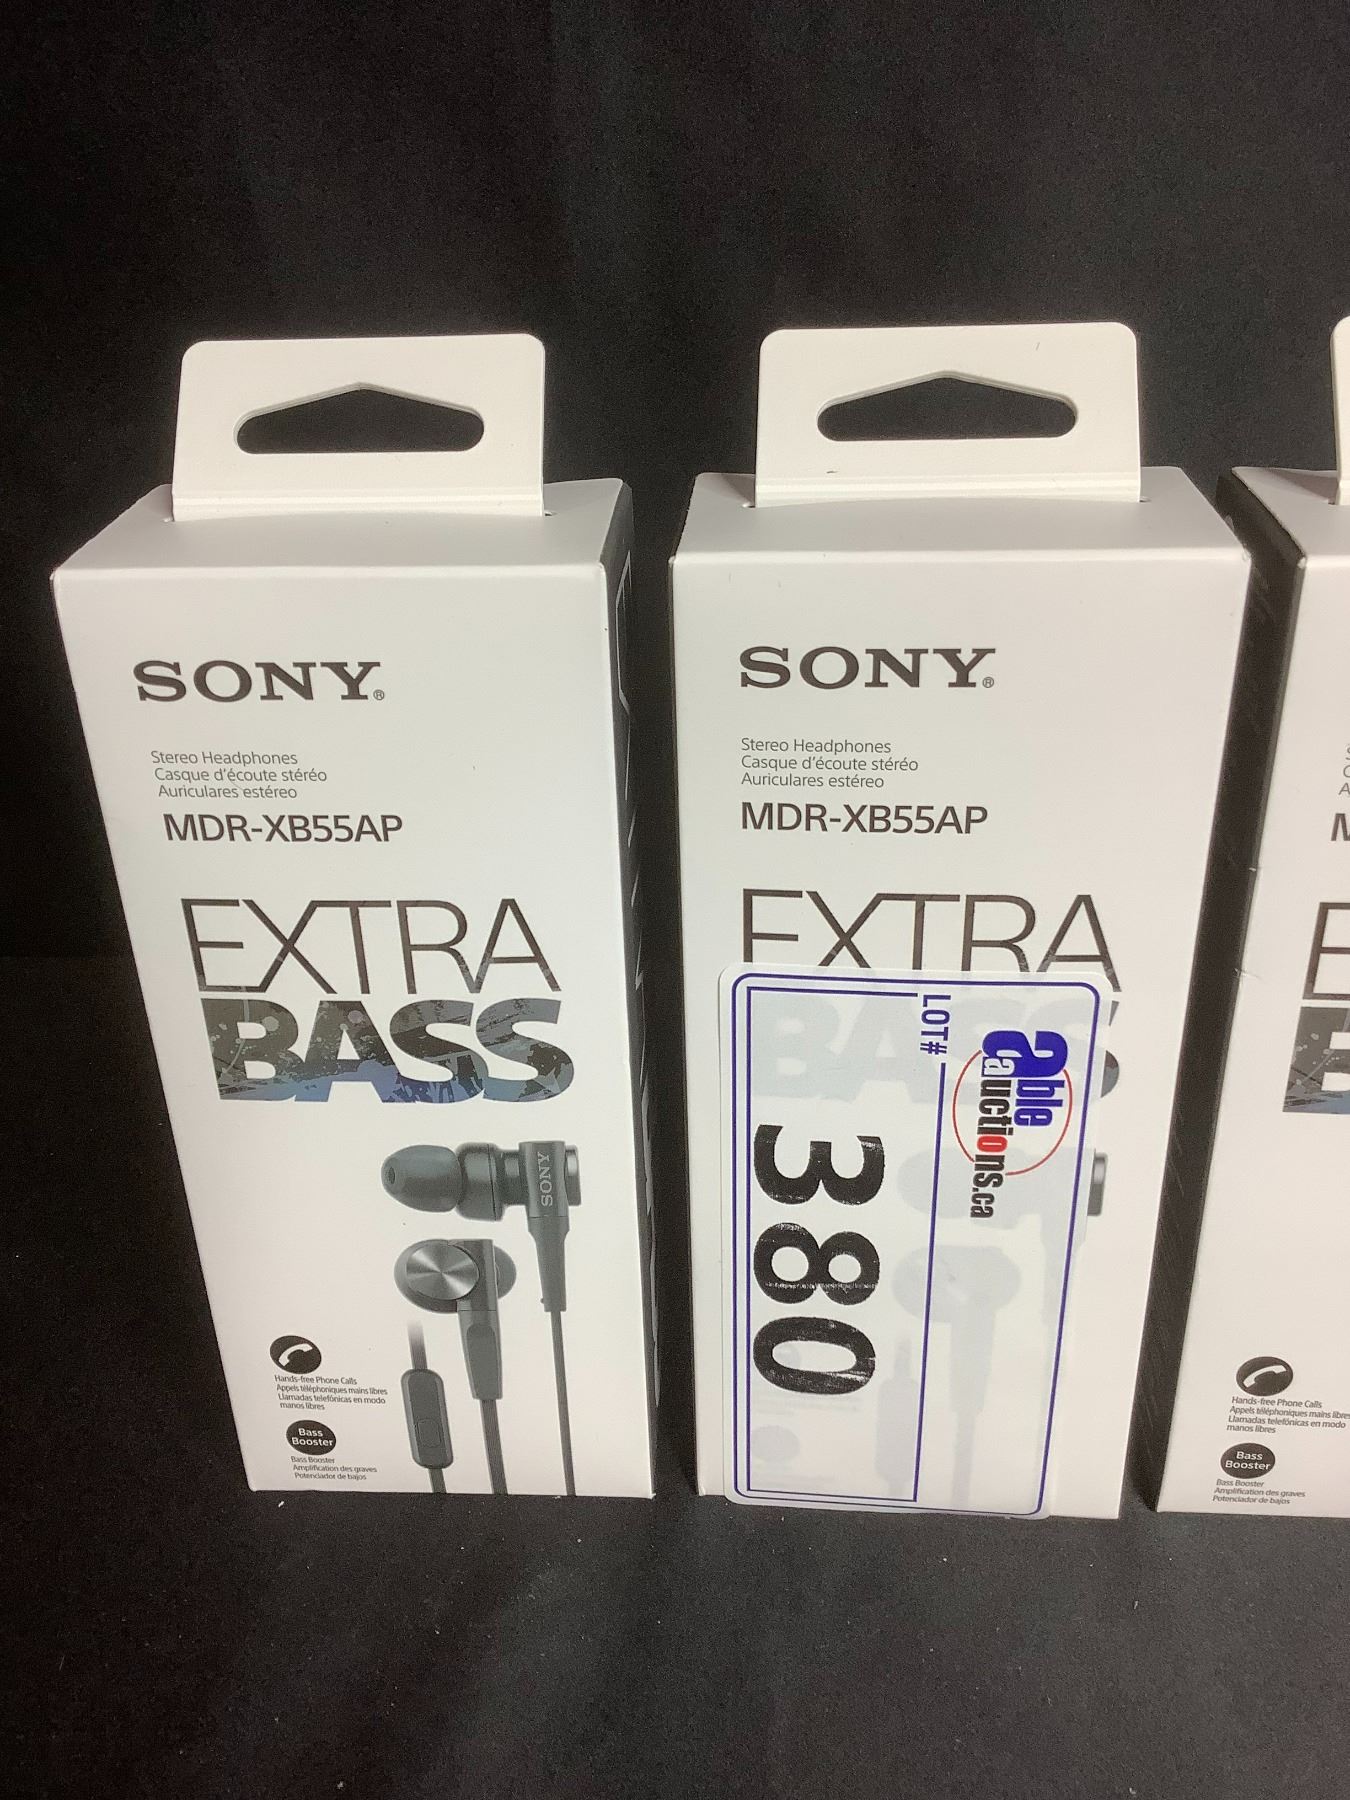 SONY®
Stereo Headphones
Casque d'écoute stéréo
Auriculares estéreo
MDR-XB55AP
EXTRA
BASS
SONY
Hands-free Phone Calls
Appels téléphoniques mains libres
Llamadas telefónicas en modo
manos libres
Bass
Booster
Bass Booster
Amplification des graves
Potenciador de bajos
SONY®
Stereo Headphones
Casque d'écoute stéréo
Auriculares estéreo
MDR-XB55AP
EXTRA
BASS
able
auctions.ca
LOT#
380
Hands-free Phone Calls
Appels téléphoniques mains libres
Llamadas telefónicas en modo
manos libres
Bass
Booster
Bass Booster
Amplification des graves
Potenciador de bajos